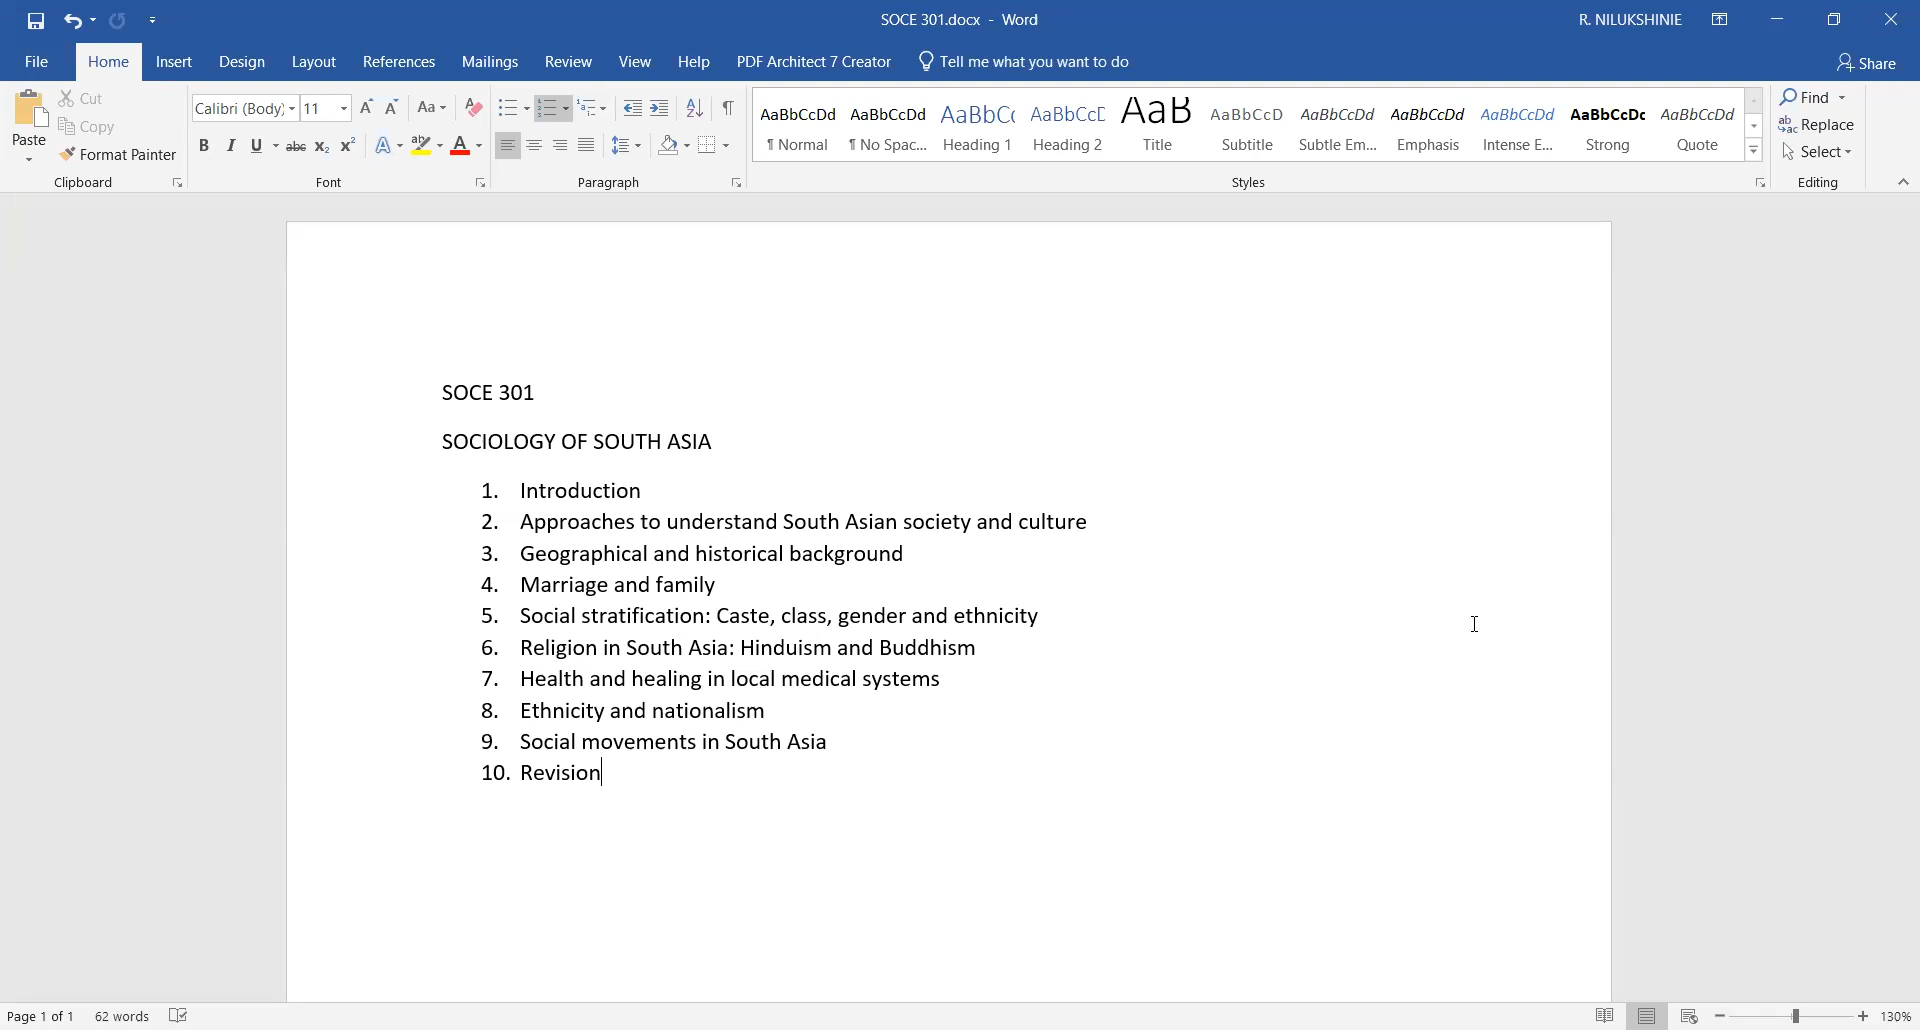 SOCE 301.docx - Word
R. NILUKSHINIE
File Home Insert Design Layout References Mailings Review View Help PDF Architect 7 Creator Tell me what you want to do Share
Paste
Cut
Copy
Format Painter
Clipboard
Calibri (Body) 11
Font
Paragraph
AaBbCcDd AaBbCcDd AaBbCc AaBbCcD AaB AaBbCcD AaBbCcDd AaBbCcDd AaBbCcDd AaBbCcDc AaBbCcDd
¶ Normal ¶ No Spac... Heading 1 Heading 2 Title Subtitle Subtle Em... Emphasis Intense E... Strong Quote
Styles
Find
Replace
Select
Editing
SOCE 301
SOCIOLOGY OF SOUTH ASIA
1. Introduction
2. Approaches to understand South Asian society and culture
3. Geographical and historical background
4. Marriage and family
5. Social stratification: Caste, class, gender and ethnicity
6. Religion in South Asia: Hinduism and Buddhism
7. Health and healing in local medical systems
8. Ethnicity and nationalism
9. Social movements in South Asia
10. Revision
Page 1 of 1 62 words 130%